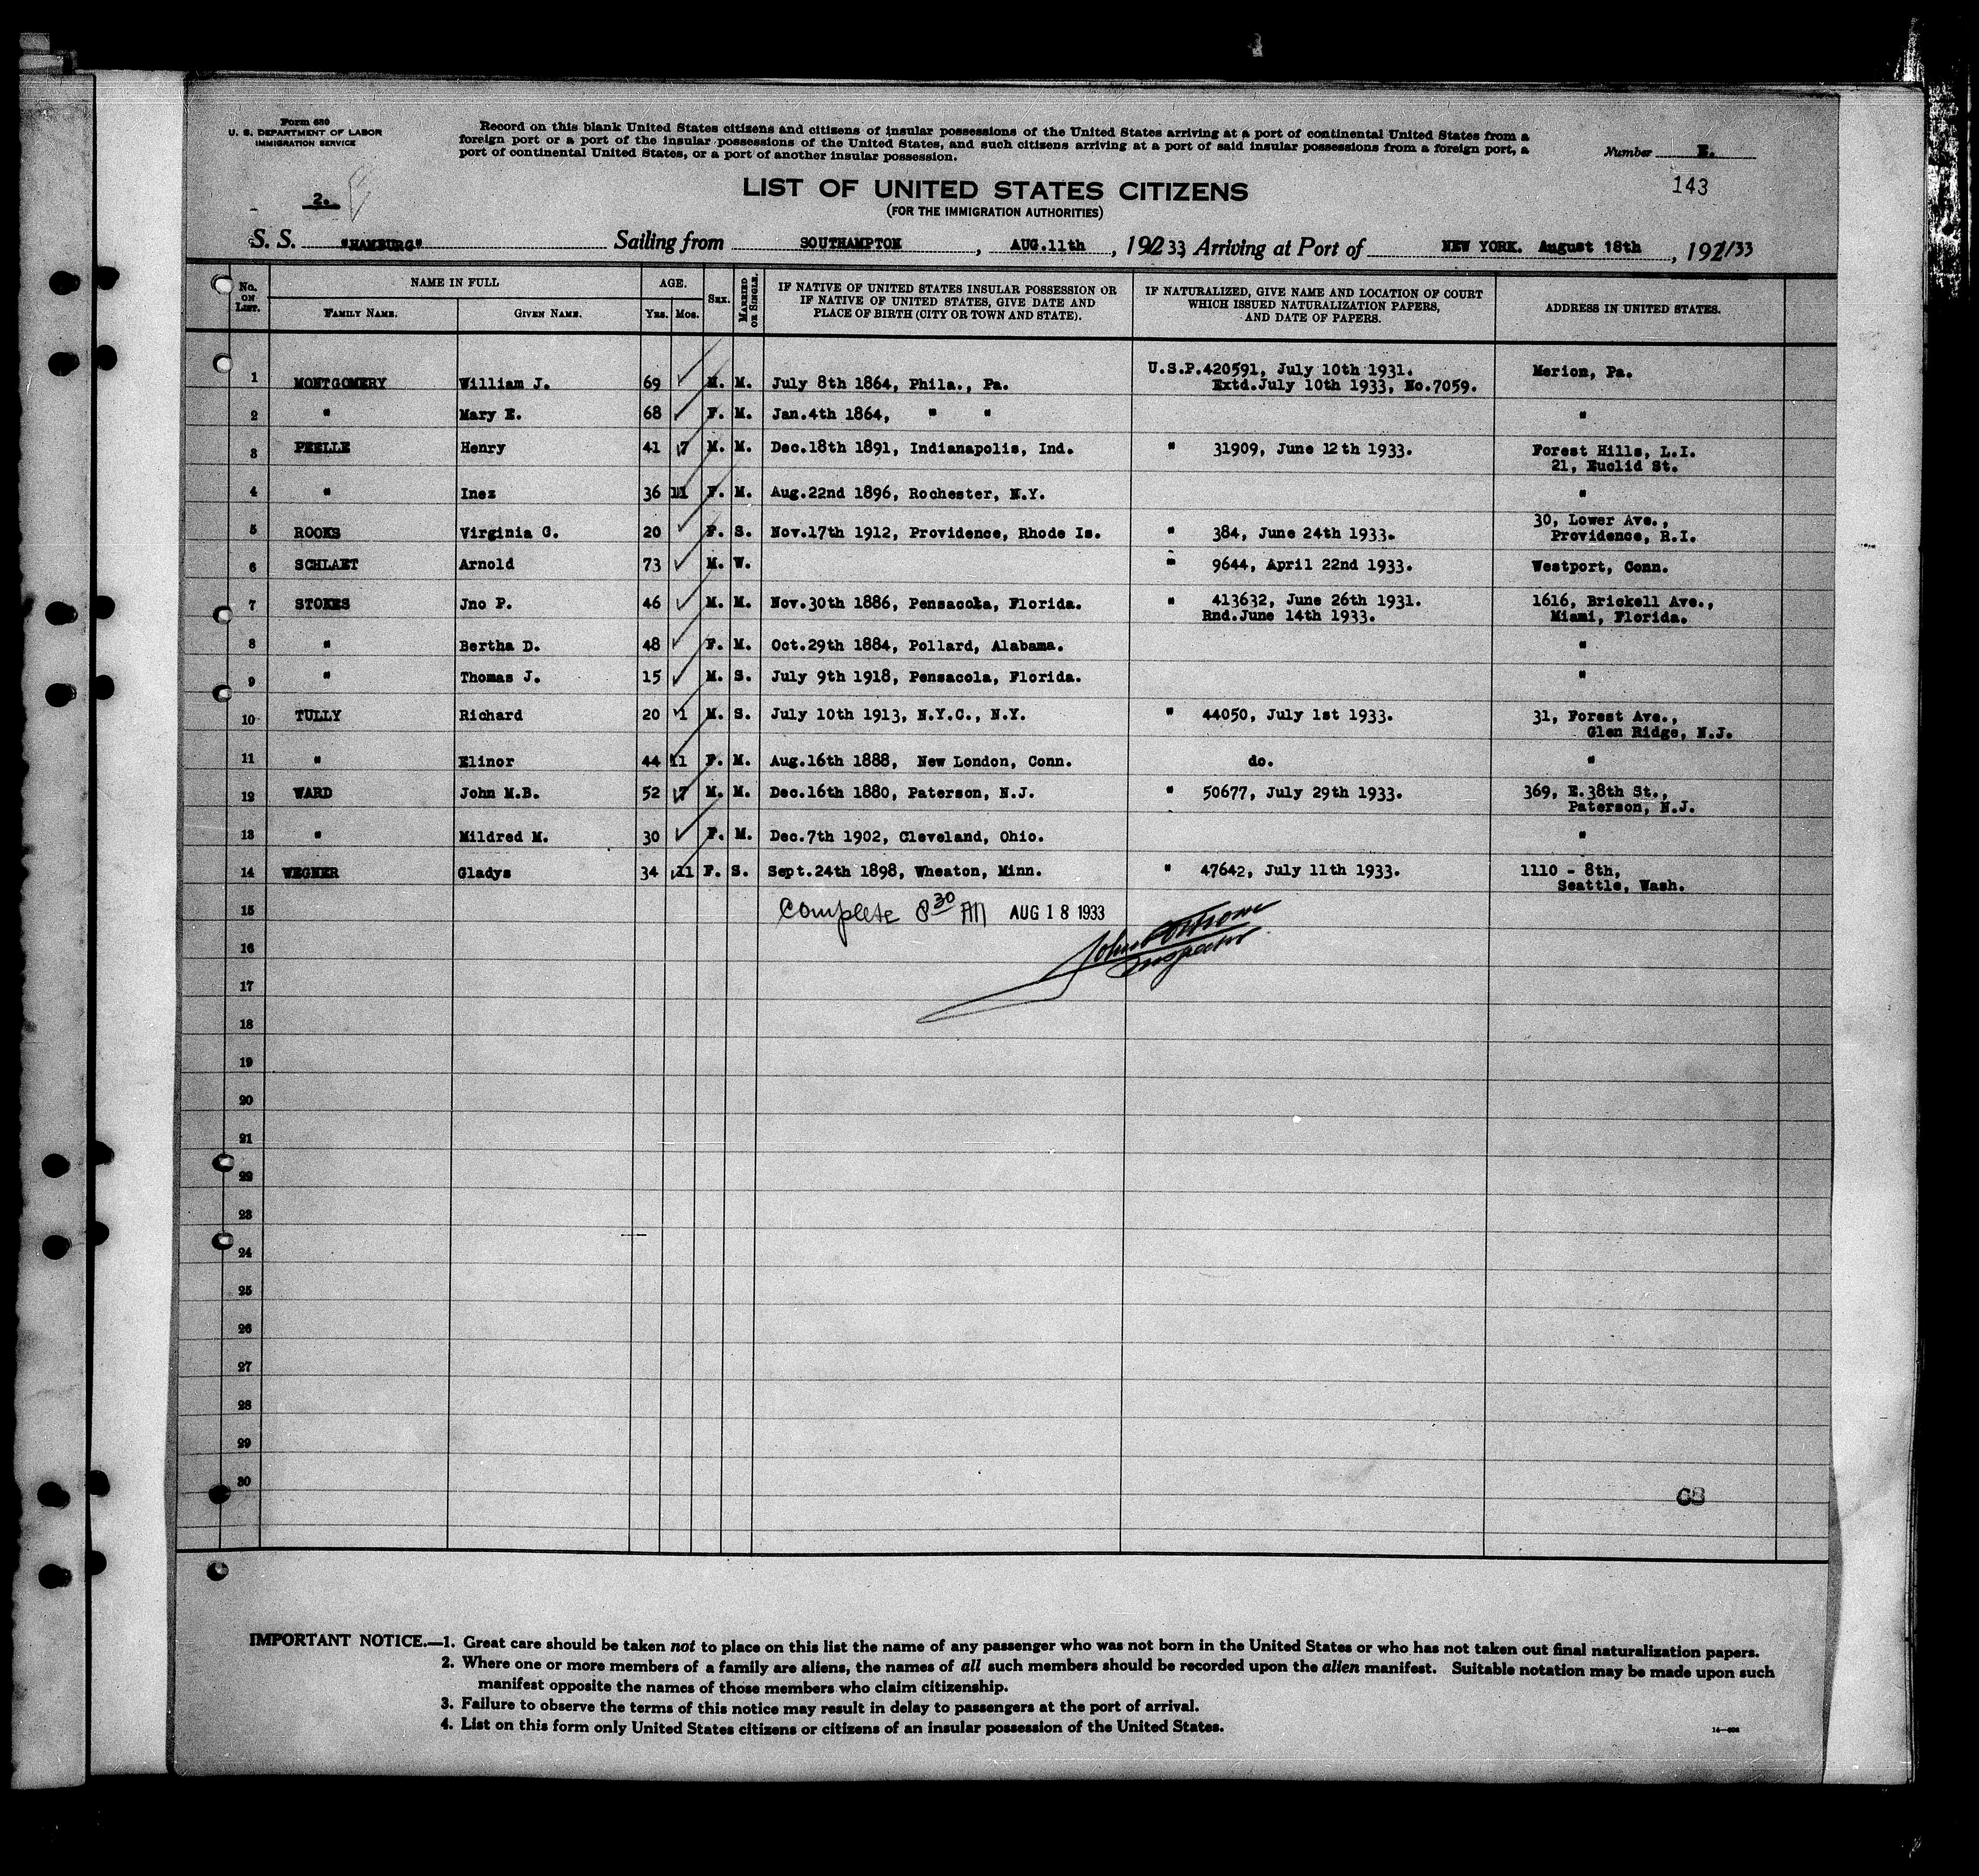 Form 630
U. S. DEPARTMENT OF LABOR
IMMIGRATION SERVICE
Record on this blank United States citizens and citizens of insular possessions of the United States arriving at a port of continental United States from a
foreign port or a port of the insular possessions of the United States, and such citizens arriving at a port of said insular possessions from a foreign port, a
port of continental United States, or a port of another insular possession.
Number E.
143
2.
LIST OF UNITED STATES CITIZENS
(FOR THE IMMIGRATION AUTHORITIES)
S. S. "HAMBURG" Sailing from SOUTHAMPTON, AUG.11th, 19233, Arriving at Port of NEW YORK. August 18th, 192/33
No. ON LIST. NAME IN FULL FAMILY NAME. GIVEN NAME. AGE. YRS. MOS. SEX. MARRIED OR SINGLE. IF NATIVE OF UNITED STATES INSULAR POSSESSION OR IF NATIVE OF UNITED STATES, GIVE DATE AND PLACE OF BIRTH (CITY OR TOWN AND STATE). IF NATURALIZED, GIVE NAME AND LOCATION OF COURT WHICH ISSUED NATURALIZATION PAPERS, AND DATE OF PAPERS. ADDRESS IN UNITED STATES.
1 MONTGOMERY William J. 69 M. M. July 8th 1864, Phila., Pa. U.S.P.420591, July 10th 1931. Extd.July 10th 1933, No.7059. Merion, Pa.
2 " Mary E. 68 F. M. Jan.4th 1864, " " "
3 PEELLE Henry 41 7 M. M. Dec.18th 1891, Indianapolis, Ind. " 31909, June 12th 1933. Forest Hills, L.I. 21, Euclid St.
4 " Inez 36 11 F. M. Aug.22nd 1896, Rochester, N.Y. "
5 ROOKS Virginia G. 20 F. S. Nov.17th 1912, Providence, Rhode Is. " 384, June 24th 1933. 30, Lower Ave., Providence, R.I.
6 SCHLAET Arnold 73 M. W. " 9644, April 22nd 1933. Westport, Conn.
7 STOKES Jno P. 46 M. M. Nov.30th 1886, Pensacola, Florida. " 413632, June 26th 1931. Rnd.June 14th 1933. 1616, Brickell Ave., Miami, Florida.
8 " Bertha D. 48 F. M. Oct.29th 1884, Pollard, Alabama. "
9 " Thomas J. 15 M. S. July 9th 1918, Pensacola, Florida. "
10 TULLY Richard 20 1 M. S. July 10th 1913, N.Y.C., N.Y. " 44050, July 1st 1933. 31, Forest Ave., Glen Ridge, N.J.
11 " Elinor 44 11 F. M. Aug.16th 1888, New London, Conn. do. "
12 WARD John M.B. 52 7 M. M. Dec.16th 1880, Paterson, N.J. " 50677, July 29th 1933. 369, E.38th St., Paterson, N.J.
13 " Mildred M. 30 F. M. Dec.7th 1902, Cleveland, Ohio. "
14 WEGNER Gladys 34 11 F. S. Sept.24th 1898, Wheaton, Minn. " 47642, July 11th 1933. 1110 - 8th, Seattle, Wash.
15 Complete 8 30 AM AUG 18 1933
16 John Inspector
17
18
19
20
21
22
23
24
25
26
27
28
29
30
68
IMPORTANT NOTICE.—1. Great care should be taken not to place on this list the name of any passenger who was not born in the United States or who has not taken out final naturalization papers.
2. Where one or more members of a family are aliens, the names of all such members should be recorded upon the alien manifest. Suitable notation may be made upon such
manifest opposite the names of those members who claim citizenship.
3. Failure to observe the terms of this notice may result in delay to passengers at the port of arrival.
4. List on this form only United States citizens or citizens of an insular possession of the United States.